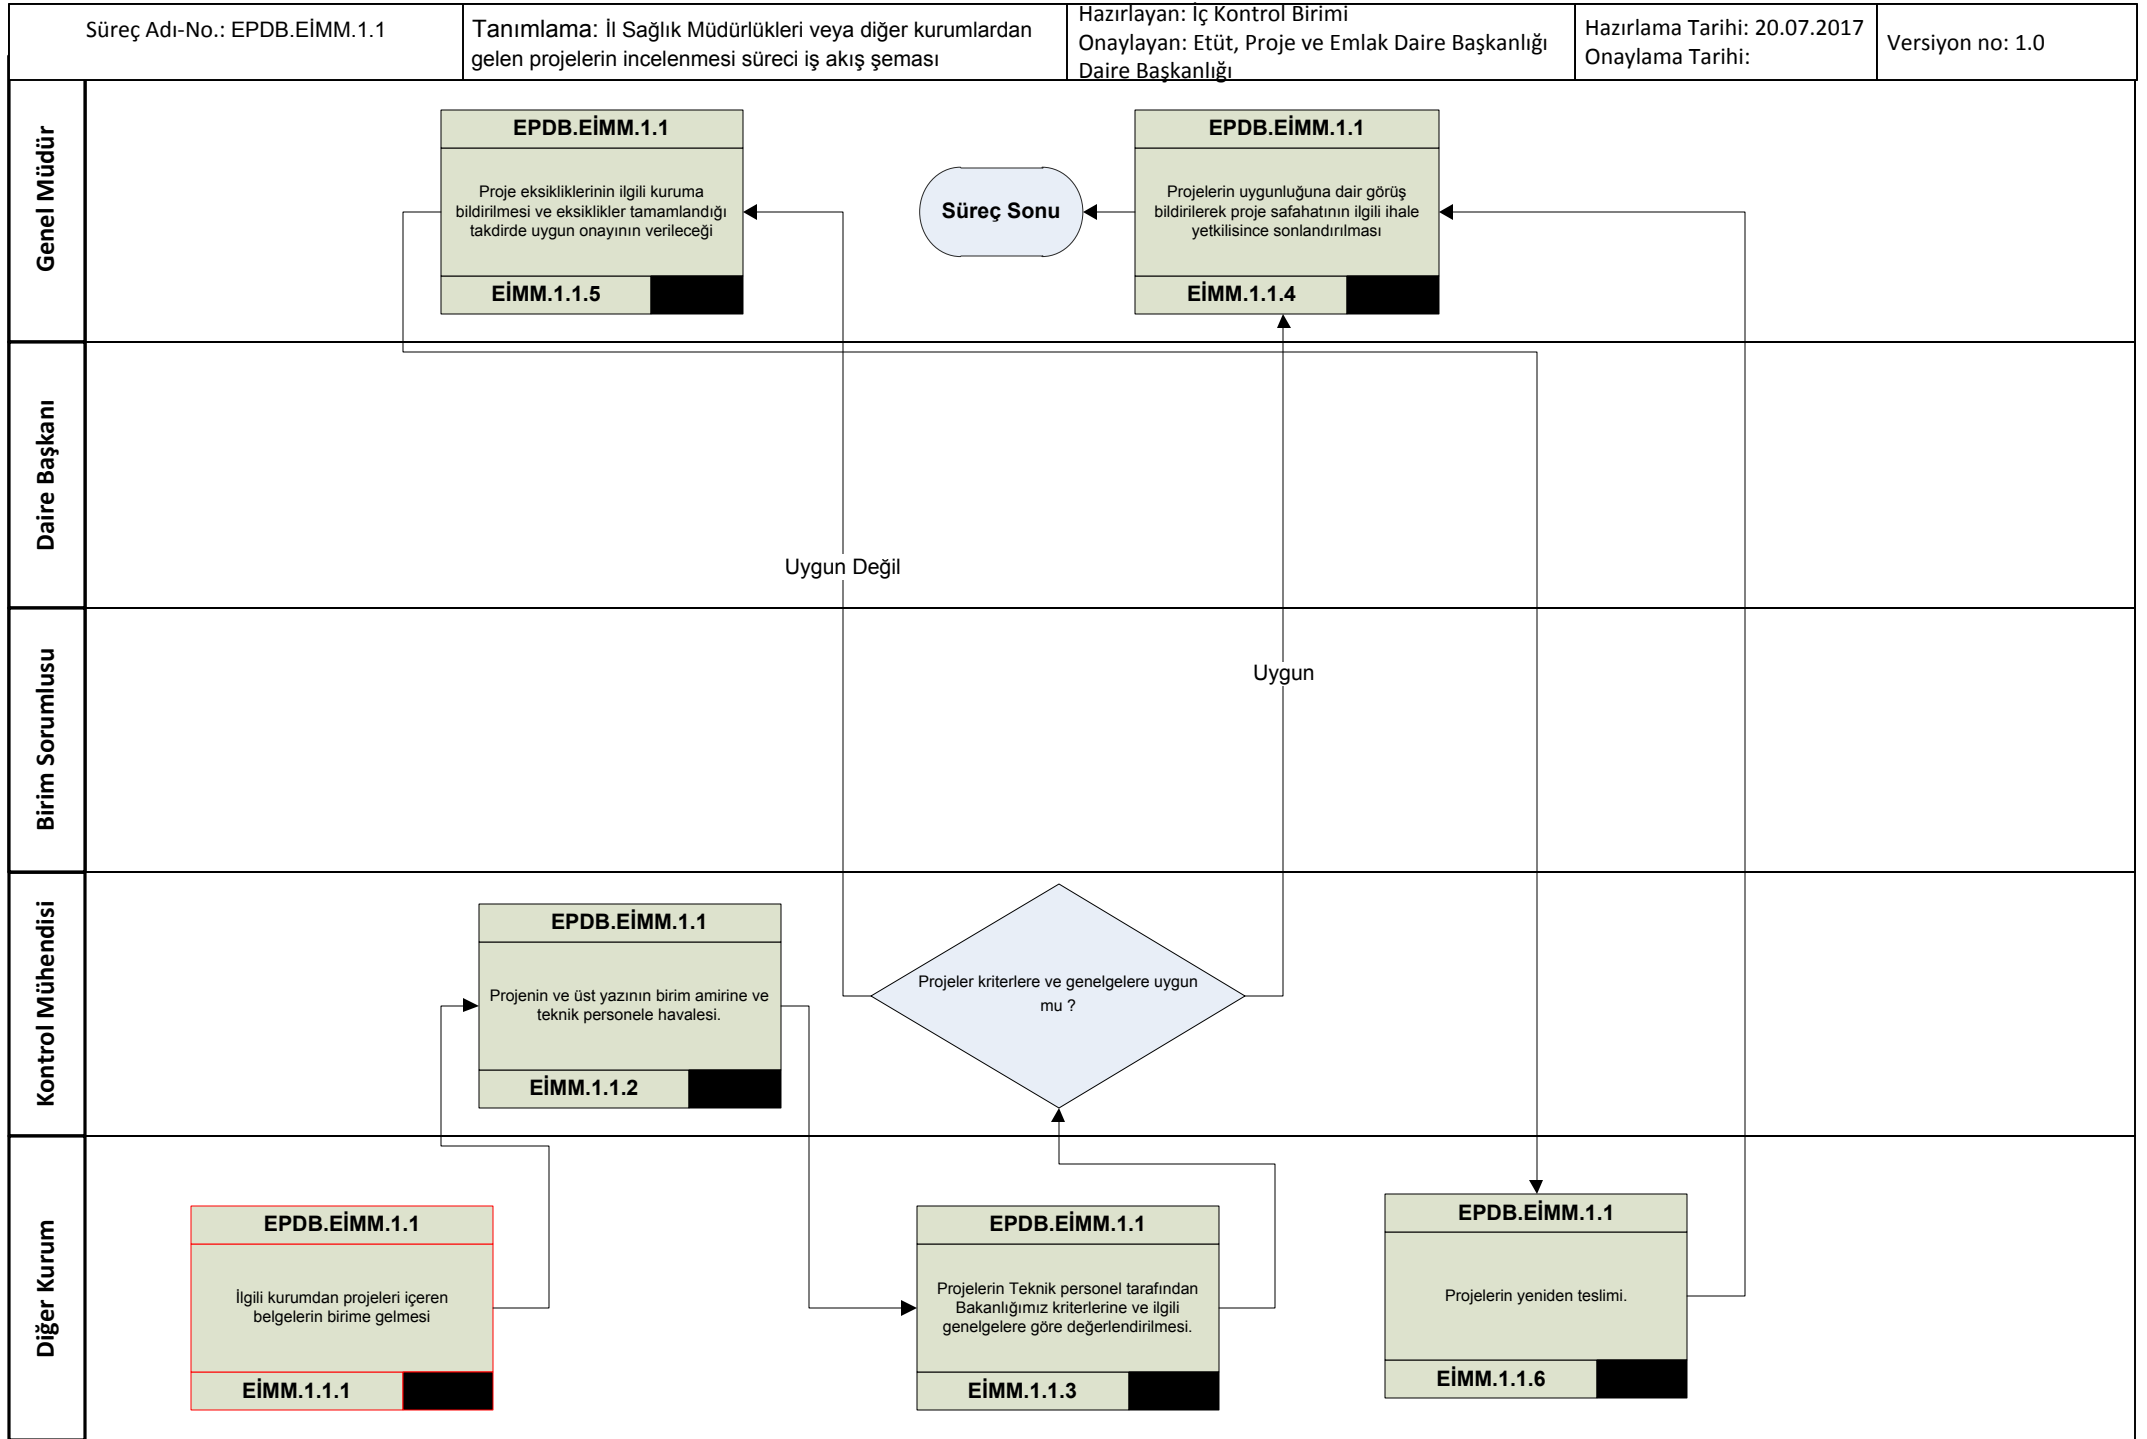 Süreç Adı-No.: EPDB.EİMM.1.1
Tanımlama: İl Sağlık Müdürlükleri veya diğer kurumlardan
gelen projelerin incelenmesi süreci iş akış şeması
Hazırlayan: İç Kontrol Birimi
Onaylayan: Etüt, Proje ve Emlak Daire Başkanlığı
Daire Başkanlığı
Hazırlama Tarihi: 20.07.2017
Onaylama Tarihi:
Versiyon no: 1.0
Genel Müdür
EPDB.EİMM.1.1
Proje eksikliklerinin ilgili kuruma
bildirilmesi ve eksiklikler tamamlandığı
takdirde uygun onayının verileceği
EİMM.1.1.5
Süreç Sonu
EPDB.EİMM.1.1
Projelerin uygunluğuna dair görüş
bildirilerek proje safahatının ilgili ihale
yetkilisince sonlandırılması
EİMM.1.1.4
Daire Başkanı
Uygun Değil
Birim Sorumlusu
Uygun
Kontrol Mühendisi
EPDB.EİMM.1.1
Projenin ve üst yazının birim amirine ve
teknik personele havalesi.
EİMM.1.1.2
Projeler kriterlere ve genelgelere uygun
mu ?
Diğer Kurum
EPDB.EİMM.1.1
İlgili kurumdan projeleri içeren
belgelerin birime gelmesi
EİMM.1.1.1
EPDB.EİMM.1.1
Projelerin Teknik personel tarafından
Bakanlığımız kriterlerine ve ilgili
genelgelere göre değerlendirilmesi.
EİMM.1.1.3
EPDB.EİMM.1.1
Projelerin yeniden teslimi.
EİMM.1.1.6